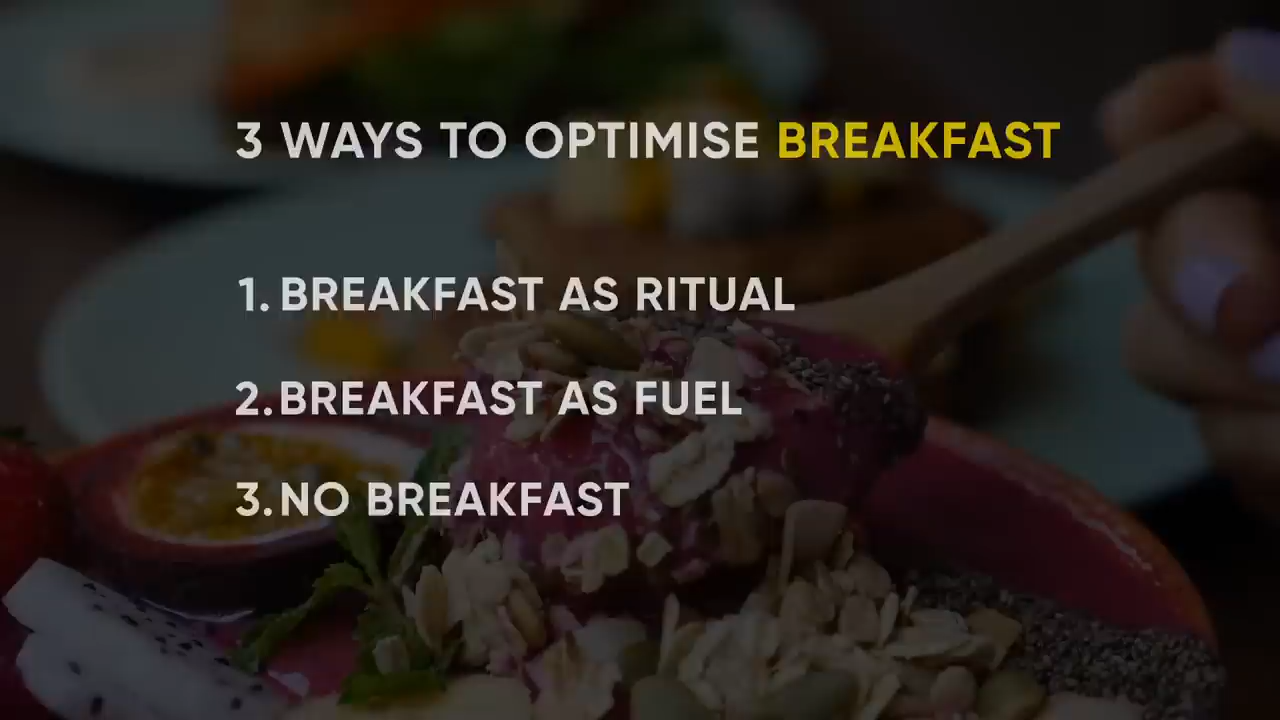 3 WAYS TO OPTIMISE BREAKFAST
1. BREAKFAST AS RITUAL
2. BREAKFAST AS FUEL
3. NO BREAKFAST